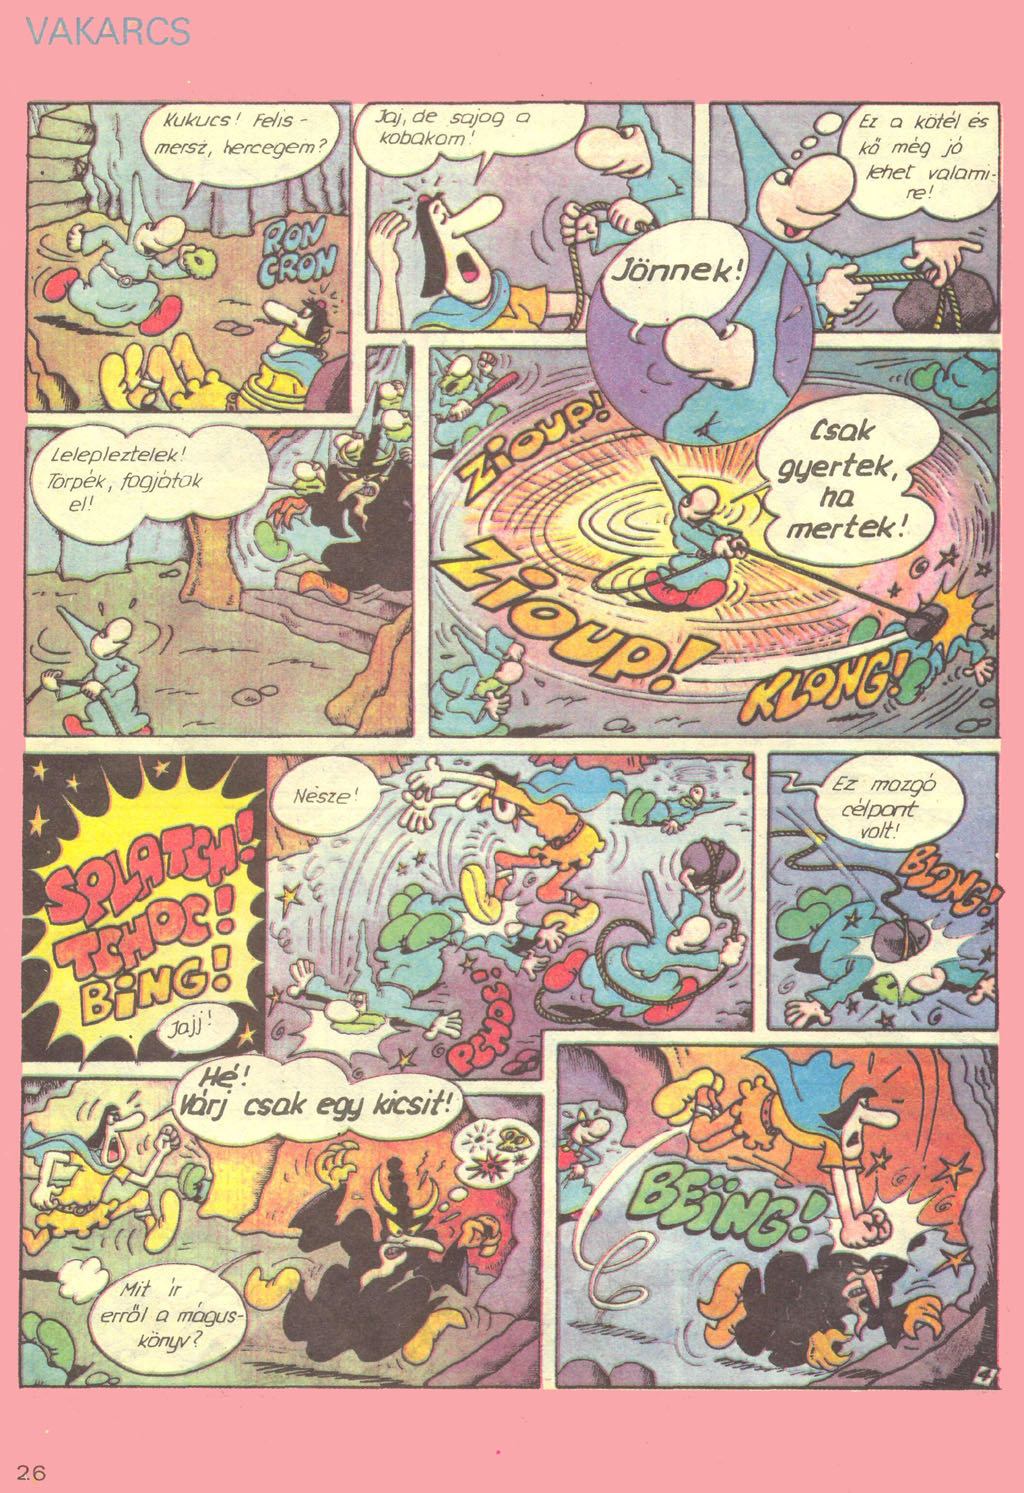 VAKARCS
Kukucs! Felis-
mersz, hercegem?
RON
CRON
Jaj, de sajog a
kobakom!
Ez a kötél és
kő még jó
lehet valami-
re!
Jönnek!
Lelepleztelek!
Törpék, fogjátok
el!
ZIOUP!
Csak
gyertek,
ha
mertek!
ZIOUP!
KLONG!
SPLATCH!
TCHOC!
BING!
Jajj!
Nesze!
PCHOC!
Ez mozgó
célpont
volt!
BLONG!
Hé!
Várj csak egy kicsit!
Mit ír
erről a mágus-
könyv?
BEÏNG!
4
26